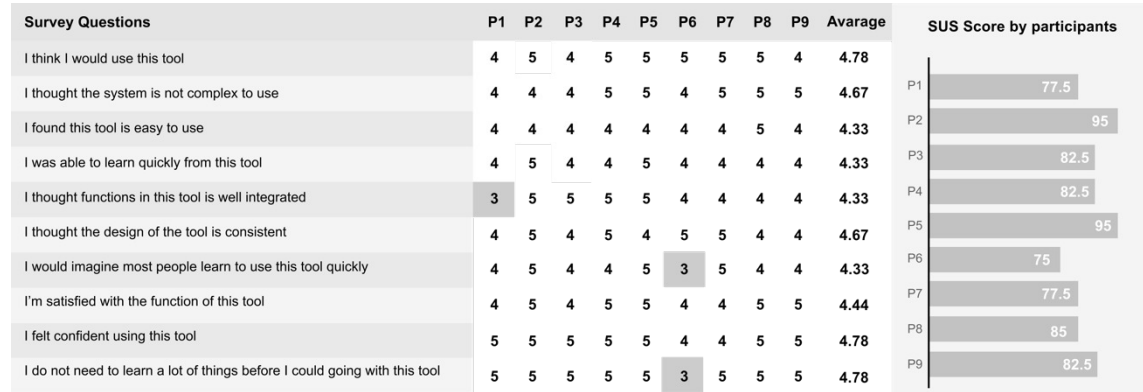 Survey Questions P1 P2 P3 P4 P5 P6 P7 P8 P9 Avarage
I think I would use this tool 4 5 4 5 5 5 5 5 4 4.78
I thought the system is not complex to use 4 4 4 5 5 4 5 5 5 4.67
I found this tool is easy to use 4 4 4 4 4 4 4 5 4 4.33
I was able to learn quickly from this tool 4 5 4 4 5 4 4 4 4 4.33
I thought functions in this tool is well integrated 3 5 5 5 5 4 4 4 4 4.33
I thought the design of the tool is consistent 4 5 4 5 4 5 5 4 4 4.67
I would imagine most people learn to use this tool quickly 4 5 4 4 5 3 5 4 4 4.33
I'm satisfied with the function of this tool 4 5 4 5 5 4 4 5 5 4.44
I felt confident using this tool 5 5 5 5 5 4 4 5 4 4.78
I do not need to learn a lot of things before I could going with this tool 5 5 5 5 5 3 5 5 5 4.78
SUS Score by participants
P1 77.5
P2 95
P3 82.5
P4 82.5
P5 95
P6 75
P7 77.5
P8 85
P9 82.5